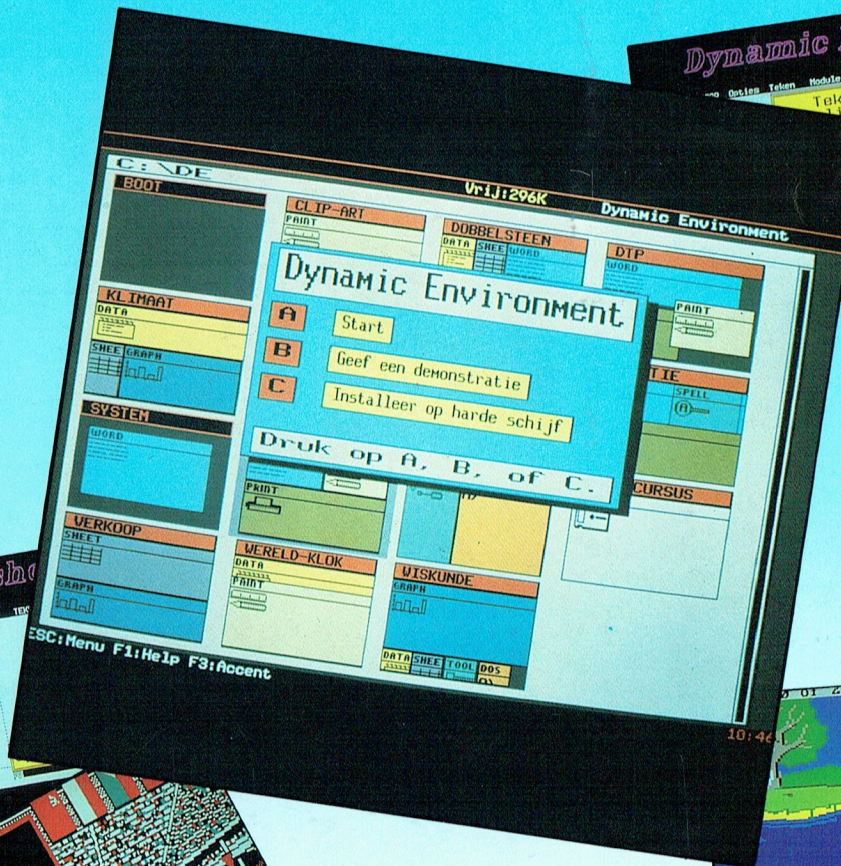 Dynamic
Opties Teken Module
Tek
C:\DE
Vrij:296K
Dynamic Environment
BOOT
CLIP-ART
PAINT
DOBBELSTEEN
DATA SHEE WORD
DTP
WORD
PAINT
Dynamic Environment
A Start
B Geef een demonstratie
C Installeer op harde schijf
Druk op A, B, of C.
KLIMAAT
DATA
SHEE GRAPH
TIE
SPELL
SYSTEM
WORD
PRINT
CURSUS
VERKOOP
SHEET
GRAPH
WERELD-KLOK
DATA
PAINT
WISKUNDE
GRAPH
DATA SHEE TOOL DOS
ESC:Menu F1:Help F3:Accent
10:46